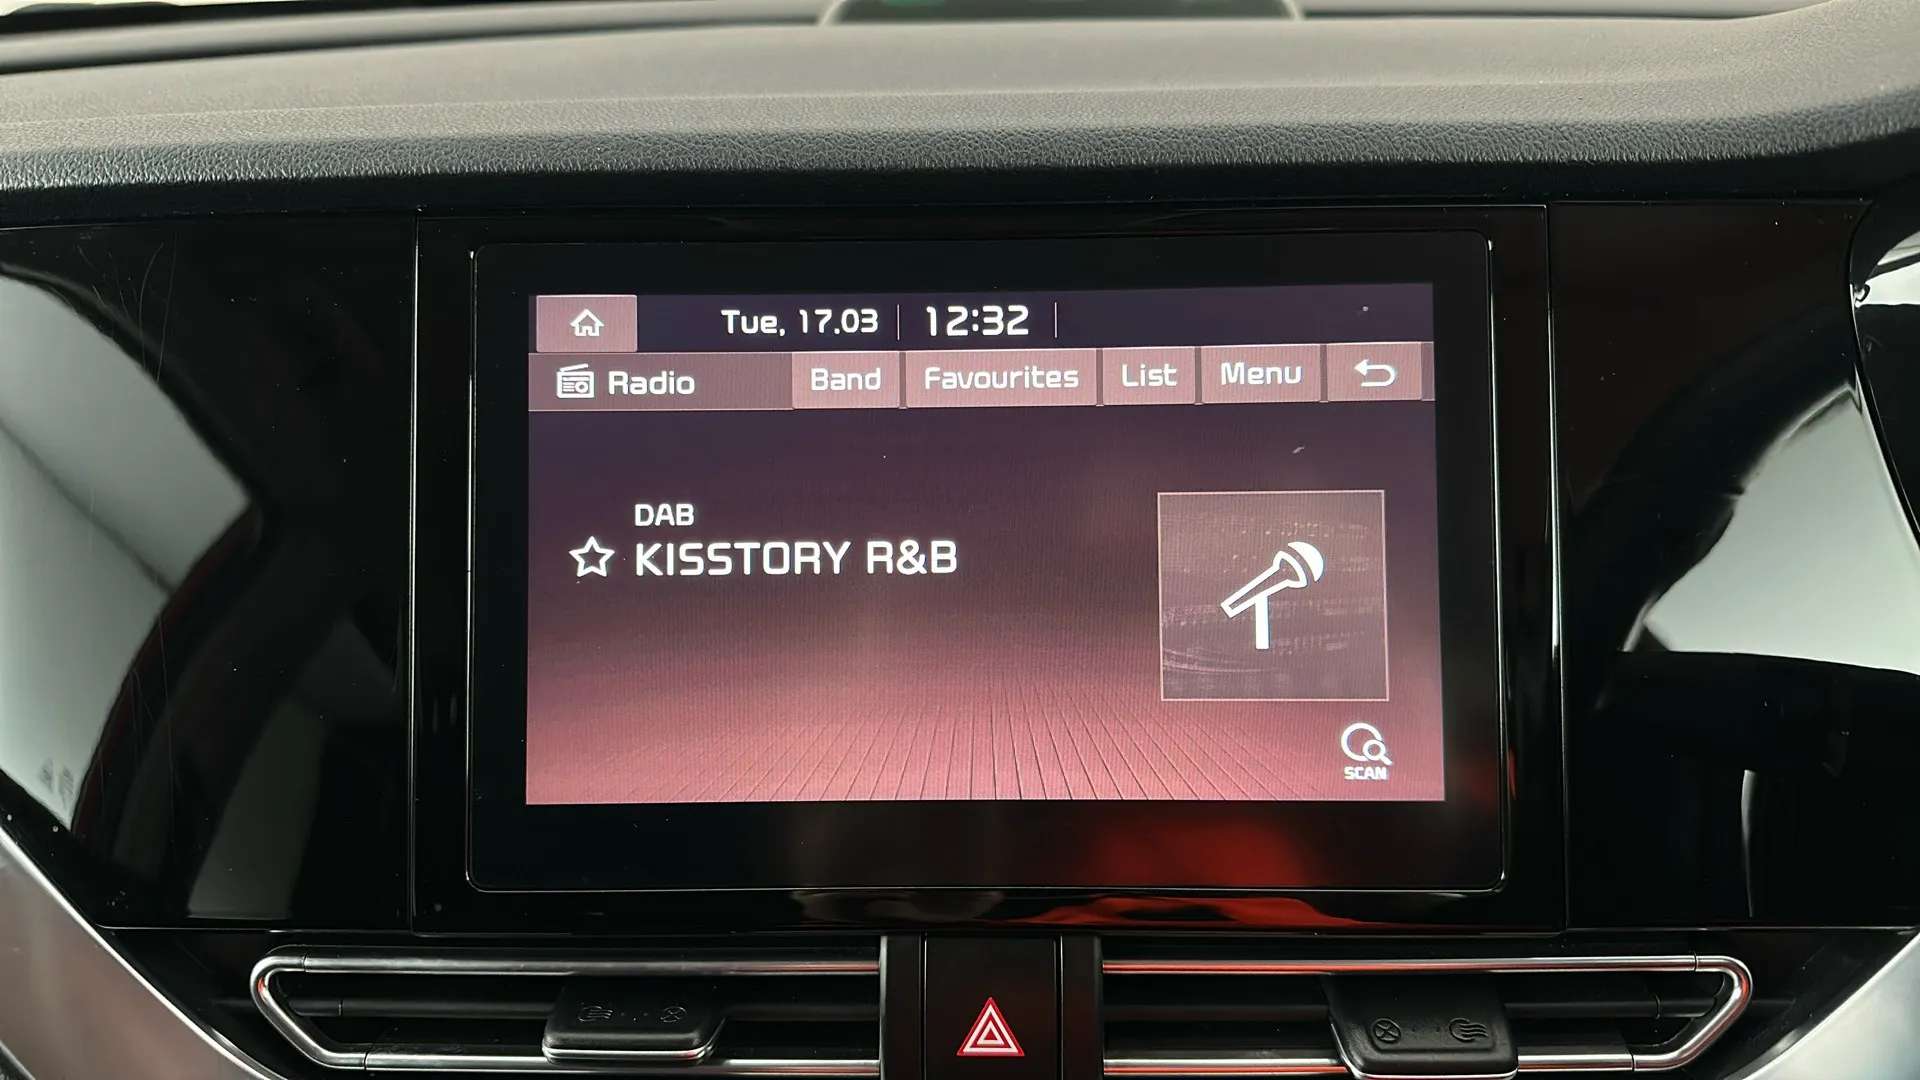 Tue, 17.03 12:32
Radio Band Favourites List Menu
DAB
KISSTORY R&B
SCAN